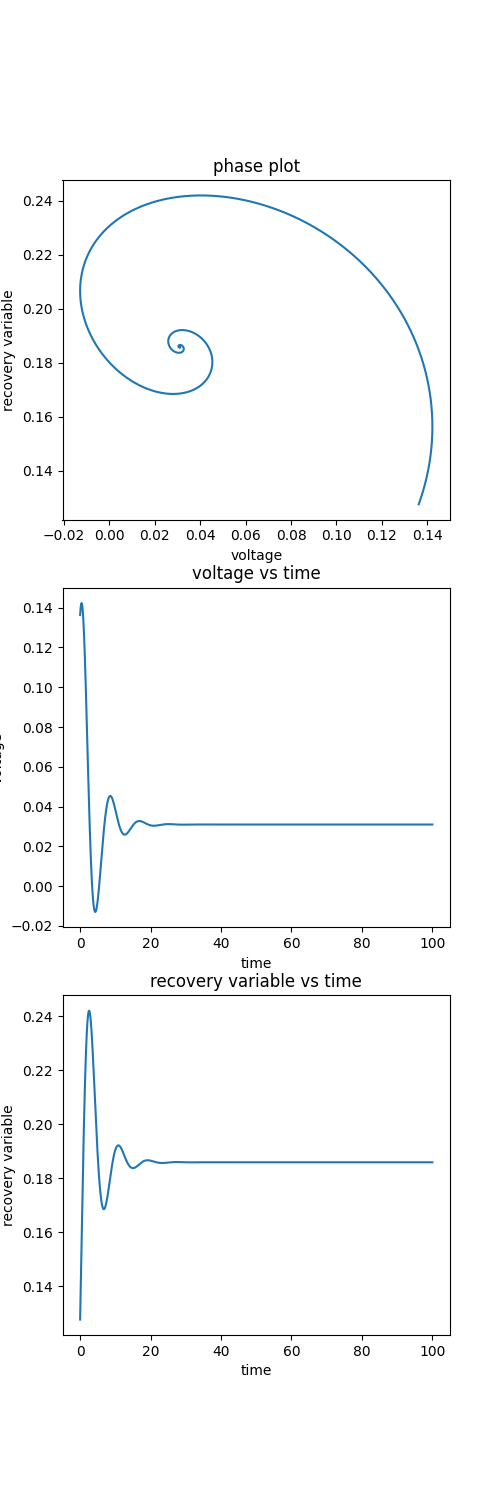 phase plot
0.24
0.22
0.20
0.18
0.16
0.14
recovery variable
−0.02 0.00 0.02 0.04 0.06 0.08 0.10 0.12 0.14
voltage
voltage vs time
0.14
0.12
0.10
0.08
0.06
0.04
0.02
0.00
−0.02
0 20 40 60 80 100
time
recovery variable vs time
0.24
0.22
0.20
0.18
0.16
0.14
recovery variable
0 20 40 60 80 100
time